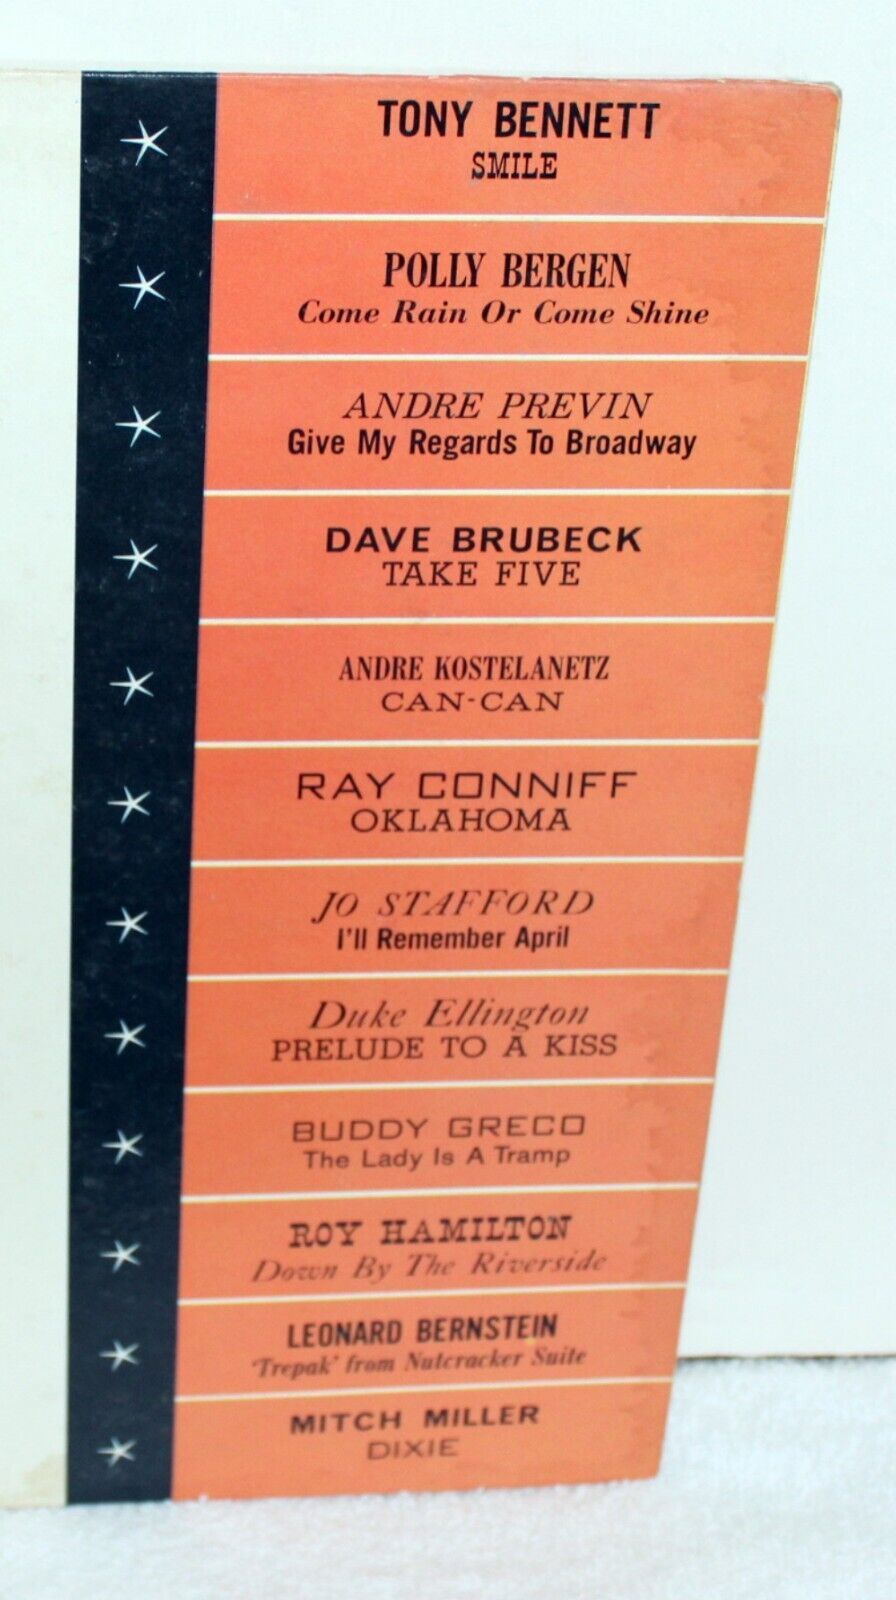 TONY BENNETT
SMILE
POLLY BERGEN
Come Rain Or Come Shine
ANDRE PREVIN
Give My Regards To Broadway
DAVE BRUBECK
TAKE FIVE
ANDRE KOSTELANETZ
CAN-CAN
RAY CONNIFF
OKLAHOMA
JO STAFFORD
I'll Remember April
Duke Ellington
PRELUDE TO A KISS
BUDDY GRECO
The Lady Is A Tramp
ROY HAMILTON
Down By The Riverside
LEONARD BERNSTEIN
'Trepak' from Nutcracker Suite
MITCH MILLER
DIXIE